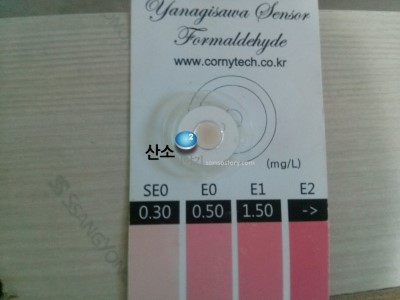 Yanagisawa Sensor
Formaldehyde
www.cornytech.co.kr
산소
(mg/L)
SE0 E0 E1 E2
0.30 0.50 1.50 ->
SSANGYONG